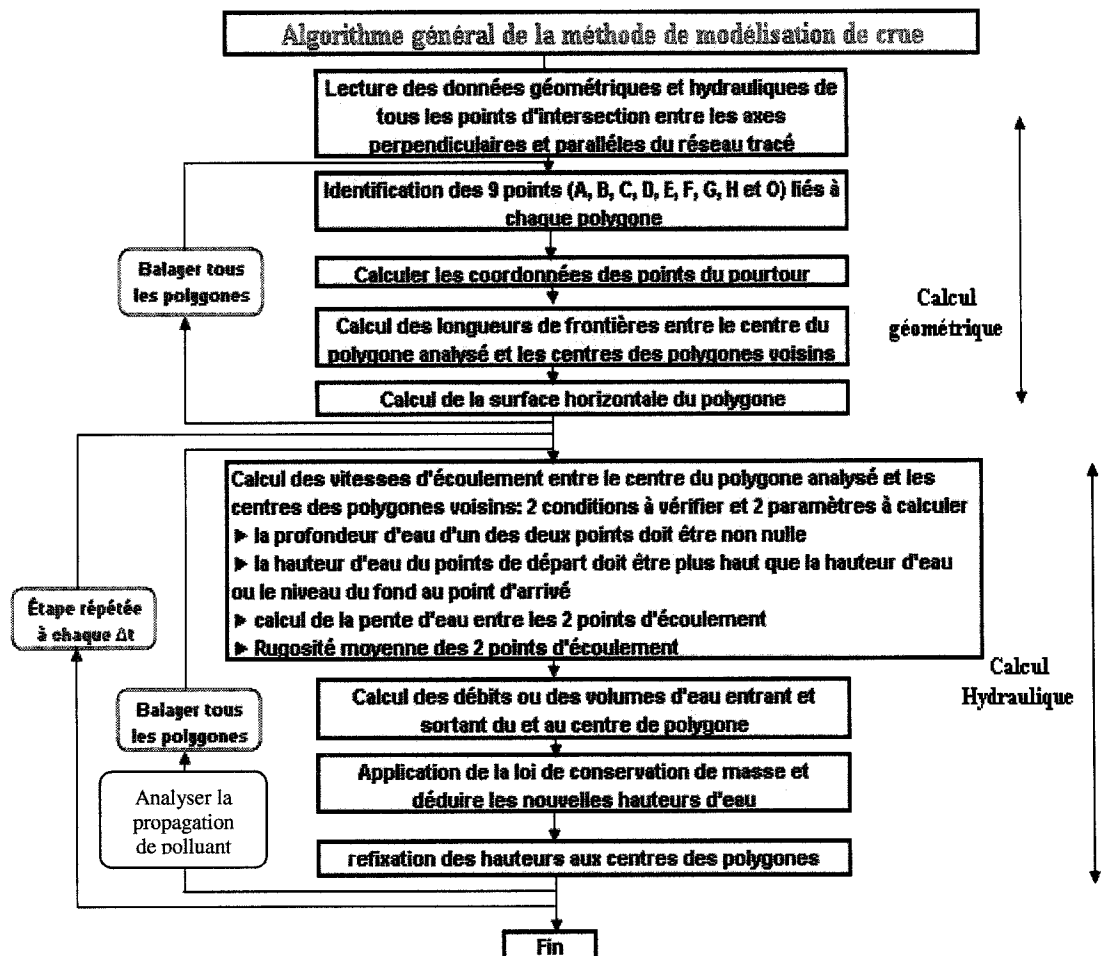 Algorithme général de la méthode de modélisation de crue
Lecture des données géométriques et hydrauliques de
tous les points d'intersection entre les axes
perpendiculaires et paralléles du réseau tracé
Identification des 9 points (A, B, C, D, E, F, G, H et O) liés à
chaque polygone
Balager tous
les polygones
Calculer les coordonnées des points du pourtour
Calcul des longueurs de frontières entre le centre du
polygone analysé et les centres des polygones voisins
Calcul de la surface horizontale du polygone
Calcul
géométrique
Calcul des vitesses d'écoulement entre le centre du polygone analysé et les
centres des polygones voisins: 2 conditions à vérifier et 2 paramètres à calculer
► la profondeur d'eau d'un des deux points doit être non nulle
► la hauteur d'eau du points de départ doit être plus haut que la hauteur d'eau
ou le niveau du fond au point d'arrivé
► calcul de la pente d'eau entre les 2 points d'écoulement
► Rugosité moyenne des 2 points d'écoulement
Étape répétée
à chaque Δt
Calcul
Hydraulique
Balager tous
les polygones
Calcul des débits ou des volumes d'eau entrant et
sortant du et au centre de polygone
Analyser la
propagation
de polluant
Application de la loi de conservation de masse et
déduire les nouvelles hauteurs d'eau
refixation des hauteurs aux centres des polygones
Fin